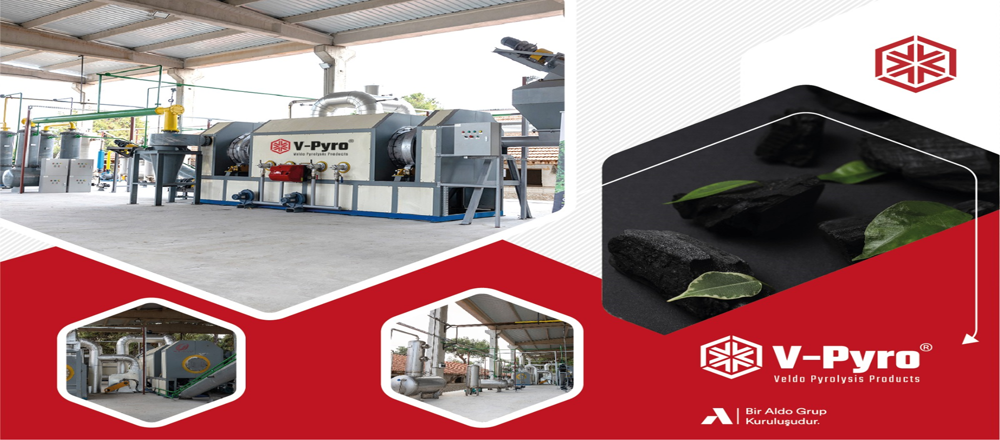 V-Pyro®
Veldo Pyrolysis Products
V-Pyro®
Veldo Pyrolysis Products
Bir Aldo Grup
Kuruluşudur.